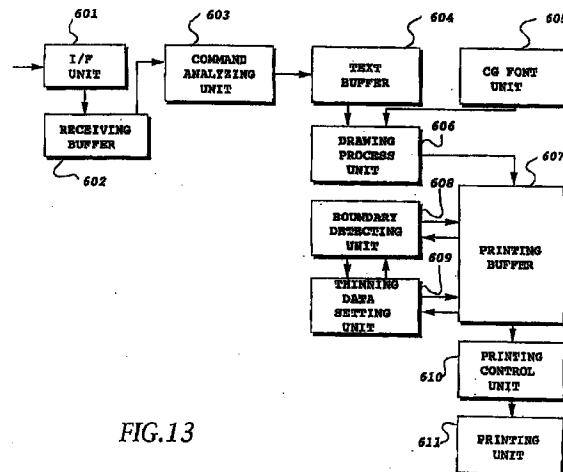 601
I/F
UNIT
RECEIVING
BUFFER
602
603
COMMAND
ANALYZING
UNIT
604
TEXT
BUFFER
605
CG FONT
UNIT
606
DRAWING
PROCESS
UNIT
607
PRINTING
BUFFER
608
BOUNDARY
DETECTING
UNIT
609
THINNING
DATA
SETTING
UNIT
610
PRINTING
CONTROL
UNIT
611
PRINTING
UNIT
FIG.13